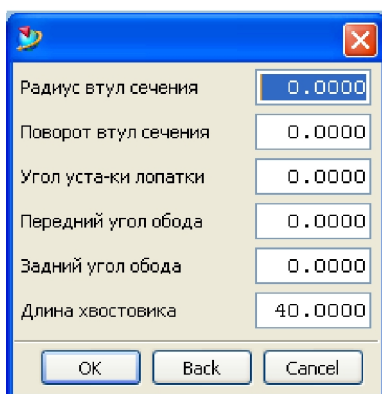 Радиус втул сечения 0.0000
Поворот втул сечения 0.0000
Угол уста-ки лопатки 0.0000
Передний угол обода 0.0000
Задний угол обода 0.0000
Длина хвостовика 40.0000
OK Back Cancel